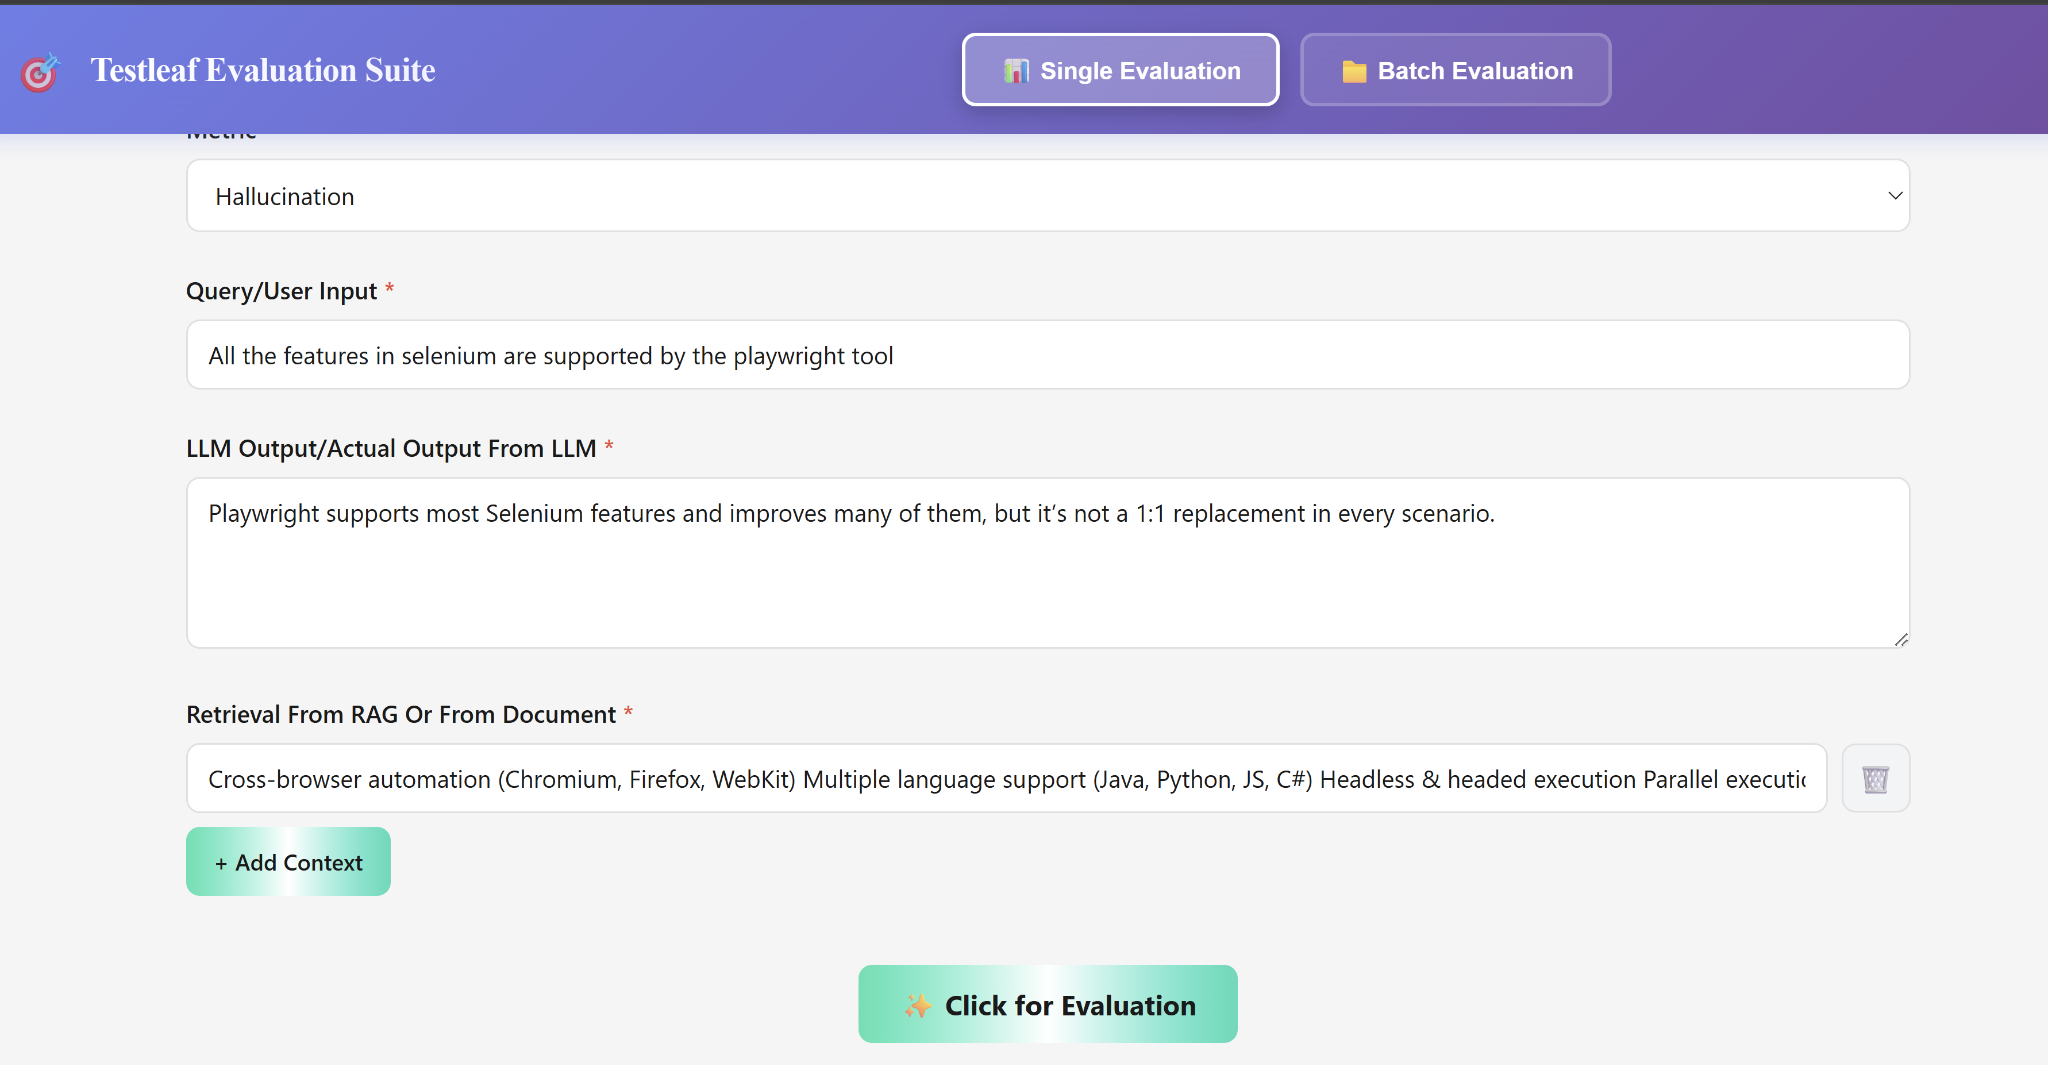 Testleaf Evaluation Suite
Single Evaluation
Batch Evaluation
Metric
Hallucination
Query/User Input *
All the features in selenium are supported by the playwright tool
LLM Output/Actual Output From LLM *
Playwright supports most Selenium features and improves many of them, but it’s not a 1:1 replacement in every scenario.
Retrieval From RAG Or From Document *
Cross-browser automation (Chromium, Firefox, WebKit) Multiple language support (Java, Python, JS, C#) Headless & headed execution Parallel executic
+ Add Context
Click for Evaluation